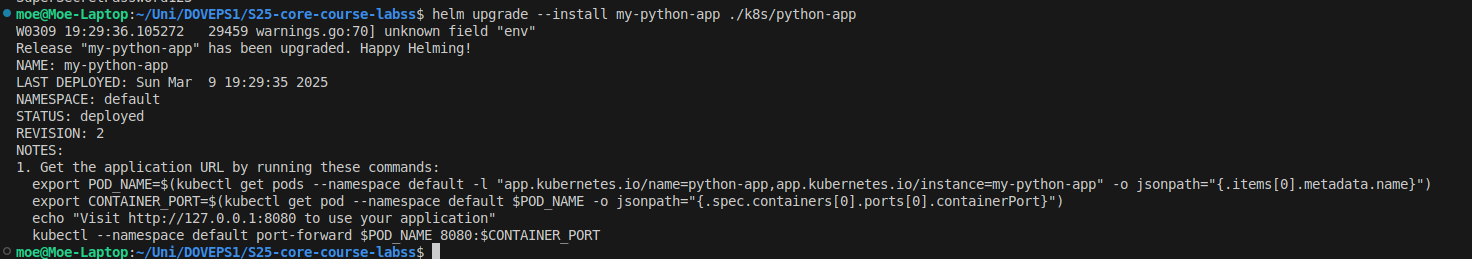 moe@Moe-Laptop:~/Uni/DOVEPS1/S25-core-course-labss$ helm upgrade --install my-python-app ./k8s/python-app
W0309 19:29:36.105272   29459 warnings.go:70] unknown field "env"
Release "my-python-app" has been upgraded. Happy Helming!
NAME: my-python-app
LAST DEPLOYED: Sun Mar  9 19:29:35 2025
NAMESPACE: default
STATUS: deployed
REVISION: 2
NOTES:
1. Get the application URL by running these commands:
  export POD_NAME=$(kubectl get pods --namespace default -l "app.kubernetes.io/name=python-app,app.kubernetes.io/instance=my-python-app" -o jsonpath="{.items[0].metadata.name}")
  export CONTAINER_PORT=$(kubectl get pod --namespace default $POD_NAME -o jsonpath="{.spec.containers[0].ports[0].containerPort}")
  echo "Visit http://127.0.0.1:8080 to use your application"
  kubectl --namespace default port-forward $POD_NAME 8080:$CONTAINER_PORT
moe@Moe-Laptop:~/Uni/DOVEPS1/S25-core-course-labss$